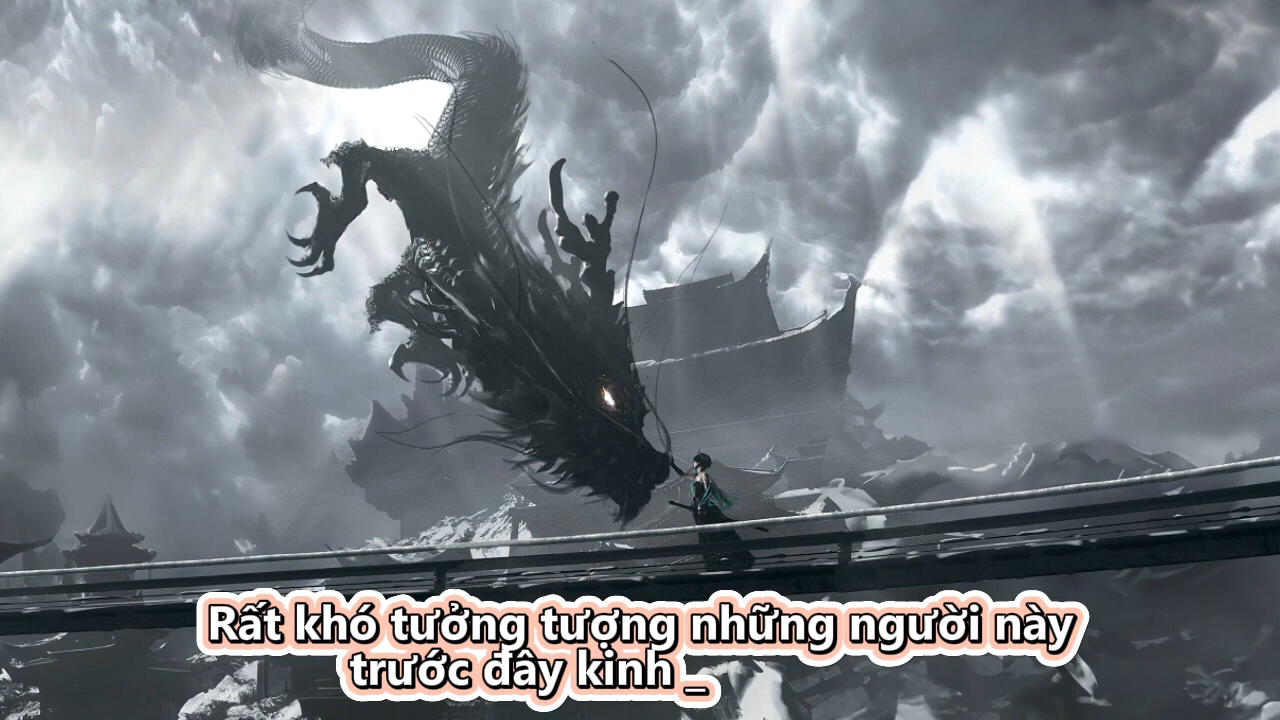 Rất khó tưởng tượng những người này
trước đây kinh _